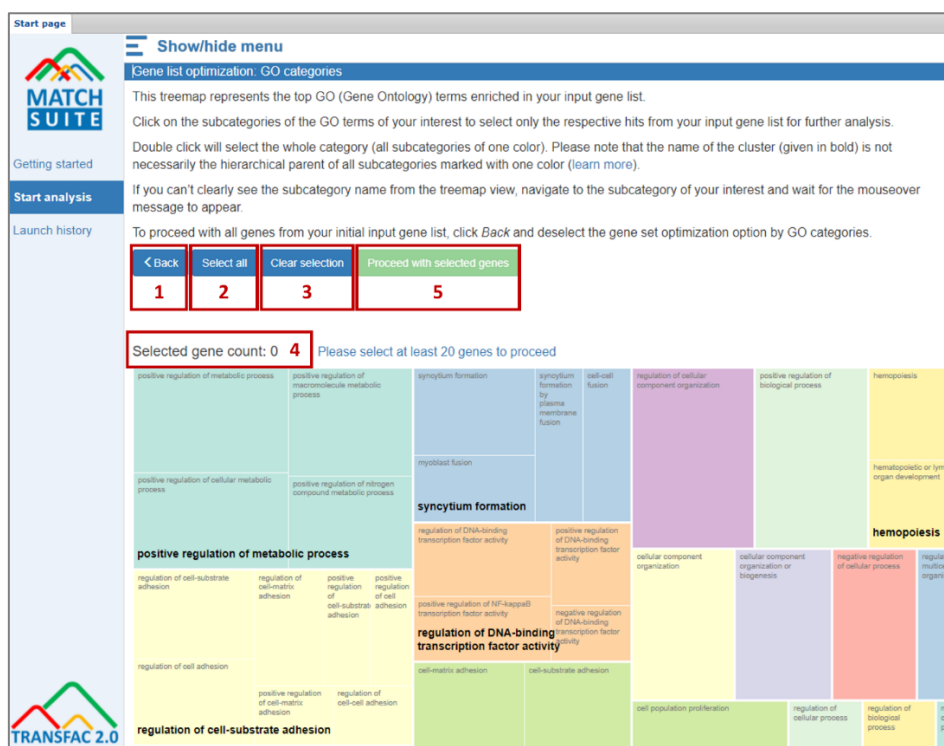 Start page
Show/hide menu
MATCH
SUITE
Getting started
Start analysis
Launch history
Gene list optimization: GO categories
This treemap represents the top GO (Gene Ontology) terms enriched in your input gene list.
Click on the subcategories of the GO terms of your interest to select only the respective hits from your input gene list for further analysis.
Double click will select the whole category (all subcategories of one color). Please note that the name of the cluster (given in bold) is not
necessarily the hierarchical parent of all subcategories marked with one color (learn more).
If you can't clearly see the subcategory name from the treemap view, navigate to the subcategory of your interest and wait for the mouseover
message to appear.
To proceed with all genes from your initial input gene list, click Back and deselect the gene set optimization option by GO categories.
Back
Select all
Clear selection
Proceed with selected genes
1
2
3
5
Selected gene count: 0
4
Please select at least 20 genes to proceed
positive regulation of metabolic process
positive regulation of
macromolecule metabolic
process
positive regulation of cellular metabolic
process
positive regulation of nitrogen
compound metabolic process
positive regulation of metabolic process
syncytium formation
syncytium
formation
by
plasma
membrane
fusion
cell-cell
fusion
myoblast fusion
syncytium formation
regulation of cellular
component organization
positive regulation of
biological process
hemopoiesis
hematopoietic or lym
organ development
hemopoiesis
regulation of DNA-binding
transcription factor activity
positive regulation
of DNA-binding
transcription factor
activity
positive regulation of NF-kappaB
transcription factor activity
negative regulation
of DNA-binding
transcription factor
activity
regulation of DNA-binding
transcription factor activity
cellular component
organization
cellular component
organization or
biogenesis
negative regulation
of cellular process
regula
multic
organi
regulation of cell-substrate
adhesion
regulation of
cell-matrix
adhesion
positive
regulation
of
cell-substrat
adhesion
positive
regulation
of cell
adhesion
regulation of cell adhesion
positive regulation
of cell-matrix
adhesion
regulation of
cell-cell adhesion
regulation of cell-substrate adhesion
cell-matrix adhesion
cell-substrate adhesion
cell population proliferation
regulation of
cellular process
regulation of
biological
process
TRANSFAC 2.0